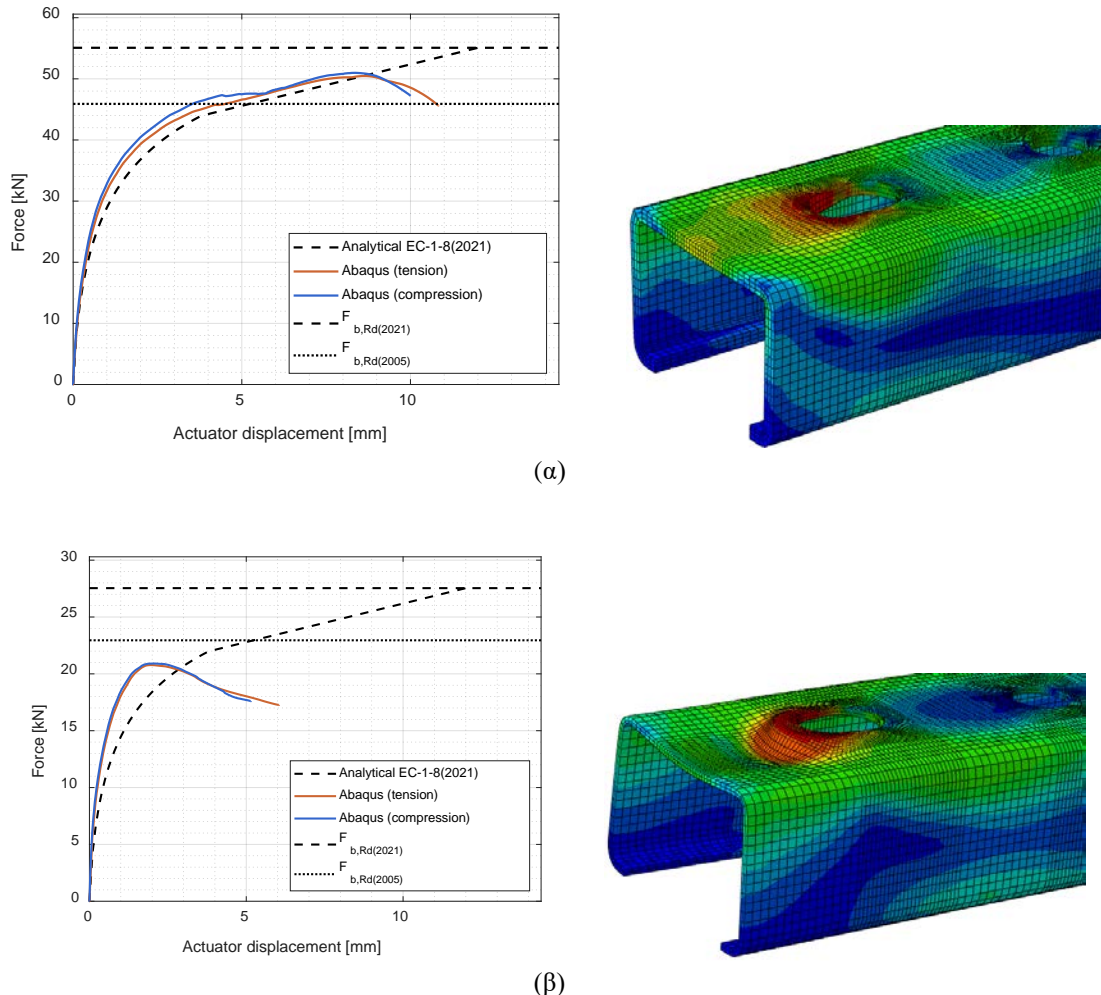 60
50
40
30
20
10
0
0
5
10
Force [kN]
Actuator displacement [mm]
Analytical EC-1-8(2021)
Abaqus (tension)
Abaqus (compression)
F
b,Rd(2021)
F
b,Rd(2005)
(α)
30
25
20
15
10
5
0
0
5
10
Force [kN]
Actuator displacement [mm]
Analytical EC-1-8(2021)
Abaqus (tension)
Abaqus (compression)
F
b,Rd(2021)
F
b,Rd(2005)
(β)